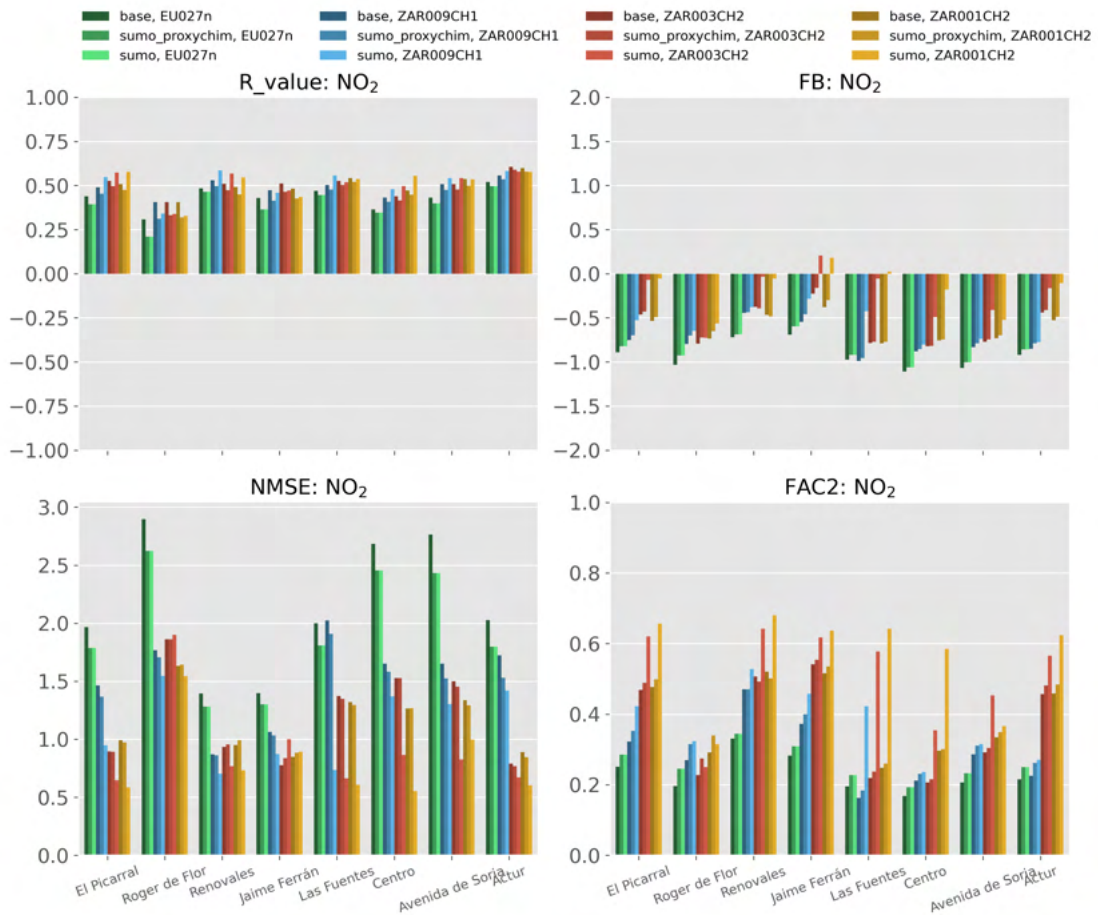 base, EU027n
base, ZAR009CH1
base, ZAR003CH2
base, ZAR001CH2
sumo_proxychim, EU027n
sumo_proxychim, ZAR009CH1
sumo_proxychim, ZAR003CH2
sumo_proxychim, ZAR001CH2
sumo, EU027n
sumo, ZAR009CH1
sumo, ZAR003CH2
sumo, ZAR001CH2
R_value: NO₂
1.00
0.75
0.50
0.25
0.00
−0.25
−0.50
−0.75
−1.00
FB: NO₂
2.0
1.5
1.0
0.5
0.0
−0.5
−1.0
−1.5
−2.0
NMSE: NO₂
3.0
2.5
2.0
1.5
1.0
0.5
0.0
El Picarral
Roger de Flor
Renovales
Jaime Ferrán
Las Fuentes
Centro
Avenida de Soria
Actur
FAC2: NO₂
1.0
0.8
0.6
0.4
0.2
0.0
El Picarral
Roger de Flor
Renovales
Jaime Ferrán
Las Fuentes
Centro
Avenida de Soria
Actur